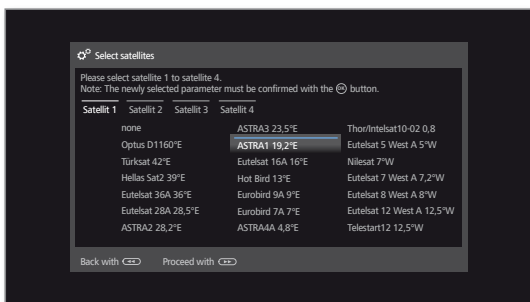 Select satellites
Please select satellite 1 to satellite 4.
Note: The newly selected parameter must be confirmed with the OK button.
Satellit 1 Satellit 2 Satellit 3 Satellit 4
none ASTRA3 23,5°E Thor/Intelsat10-02 0,8
Optus D1160°E ASTRA1 19,2°E Eutelsat 5 West A 5°W
Türksat 42°E Eutelsat 16A 16°E Nilesat 7°W
Hellas Sat2 39°E Hot Bird 13°E Eutelsat 7 West A 7,2°W
Eutelsat 36A 36°E Eurobird 9A 9°E Eutelsat 8 West A 8°W
Eutelsat 28A 28,5°E Eurobird 7A 7°E Eutelsat 12 West A 12,5°W
ASTRA2 28,2°E ASTRA4A 4,8°E Telestart12 12,5°W
Back with Proceed with